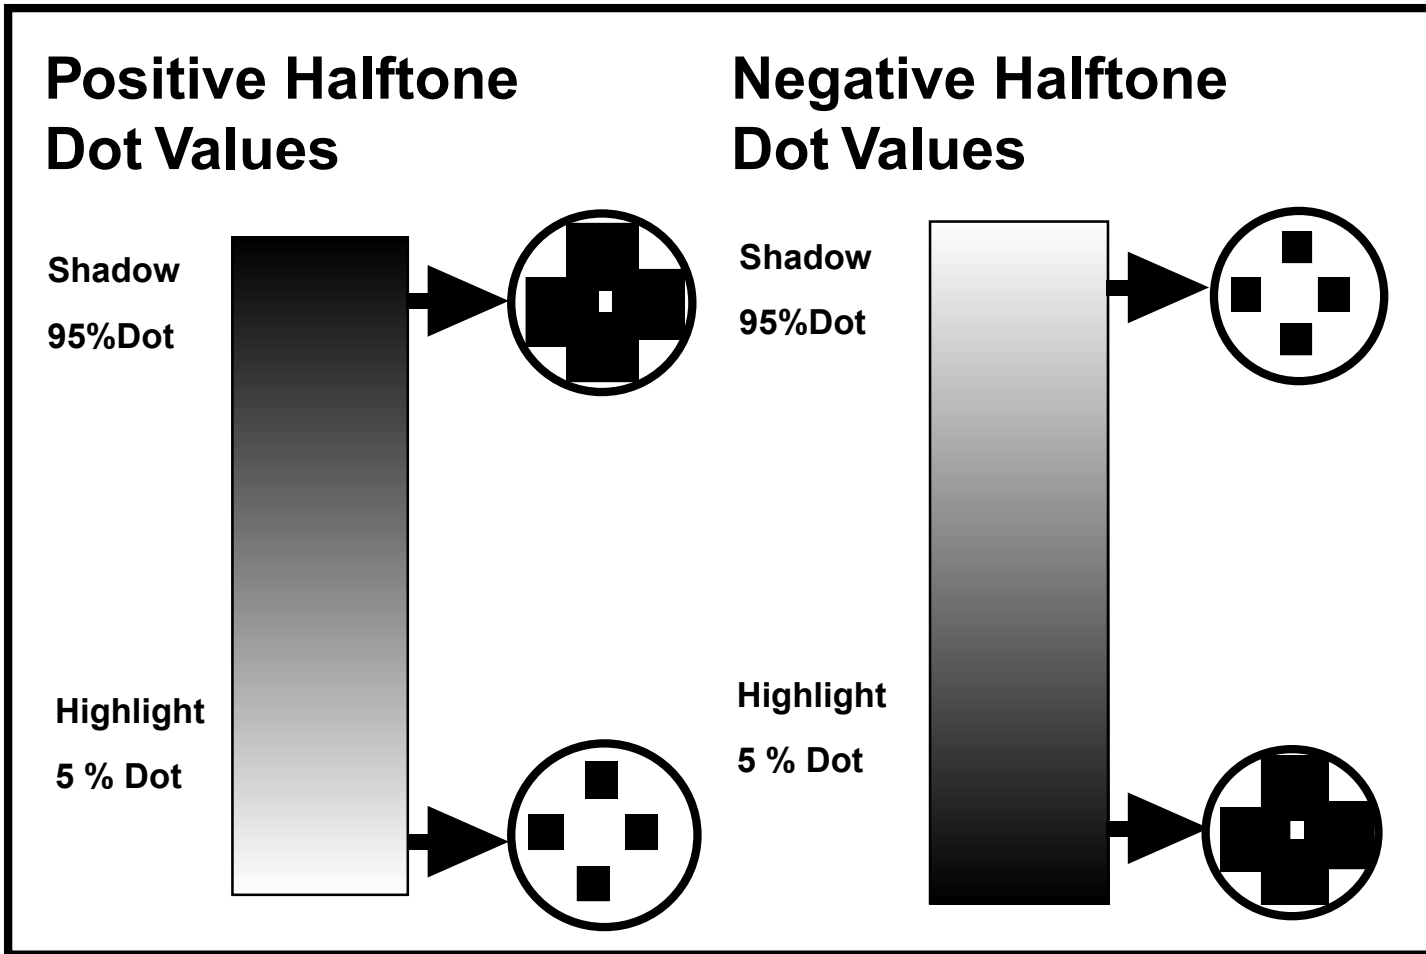 Positive Halftone
Dot Values
Shadow
95%Dot
Highlight
5 % Dot
Negative Halftone
Dot Values
Shadow
95%Dot
Highlight
5 % Dot